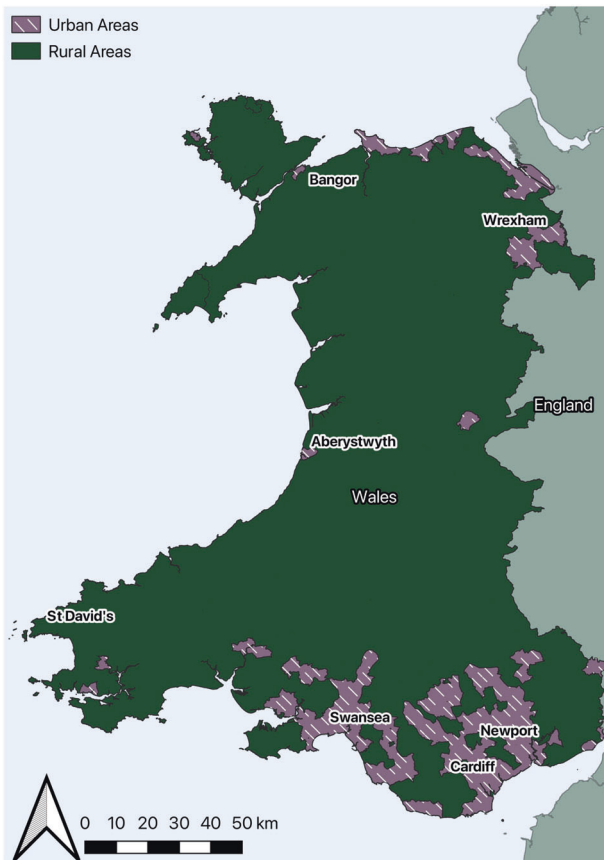 Urban Areas
Rural Areas
Bangor
Wrexham
England
Aberystwyth
Wales
St David's
Swansea
Newport
Cardiff
0 10 20 30 40 50 km